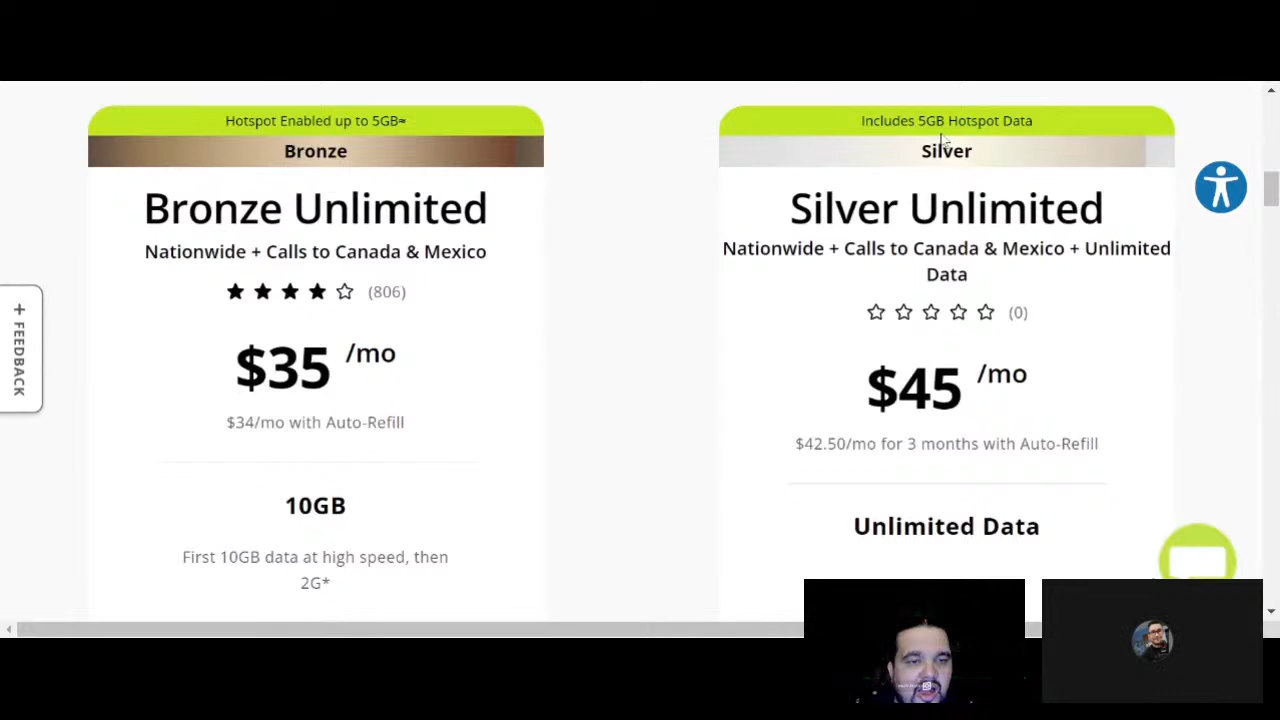 Hotspot Enabled up to 5GB≈
Bronze
Bronze Unlimited
Nationwide + Calls to Canada & Mexico
(806)
$35 /mo
$34/mo with Auto-Refill
10GB
First 10GB data at high speed, then
2G*
Includes 5GB Hotspot Data
Silver
Silver Unlimited
Nationwide + Calls to Canada & Mexico + Unlimited
Data
(0)
$45 /mo
$42.50/mo for 3 months with Auto-Refill
Unlimited Data
+ FEEDBACK